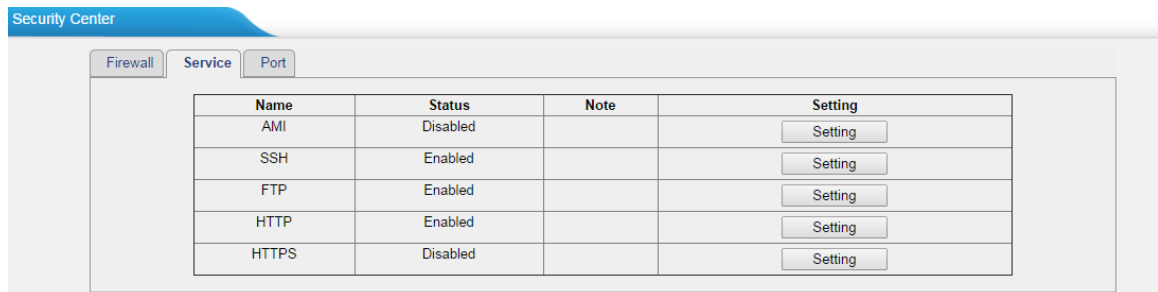 Security Center
Firewall Service Port
Name Status Note Setting
AMI Disabled Setting
SSH Enabled Setting
FTP Enabled Setting
HTTP Enabled Setting
HTTPS Disabled Setting